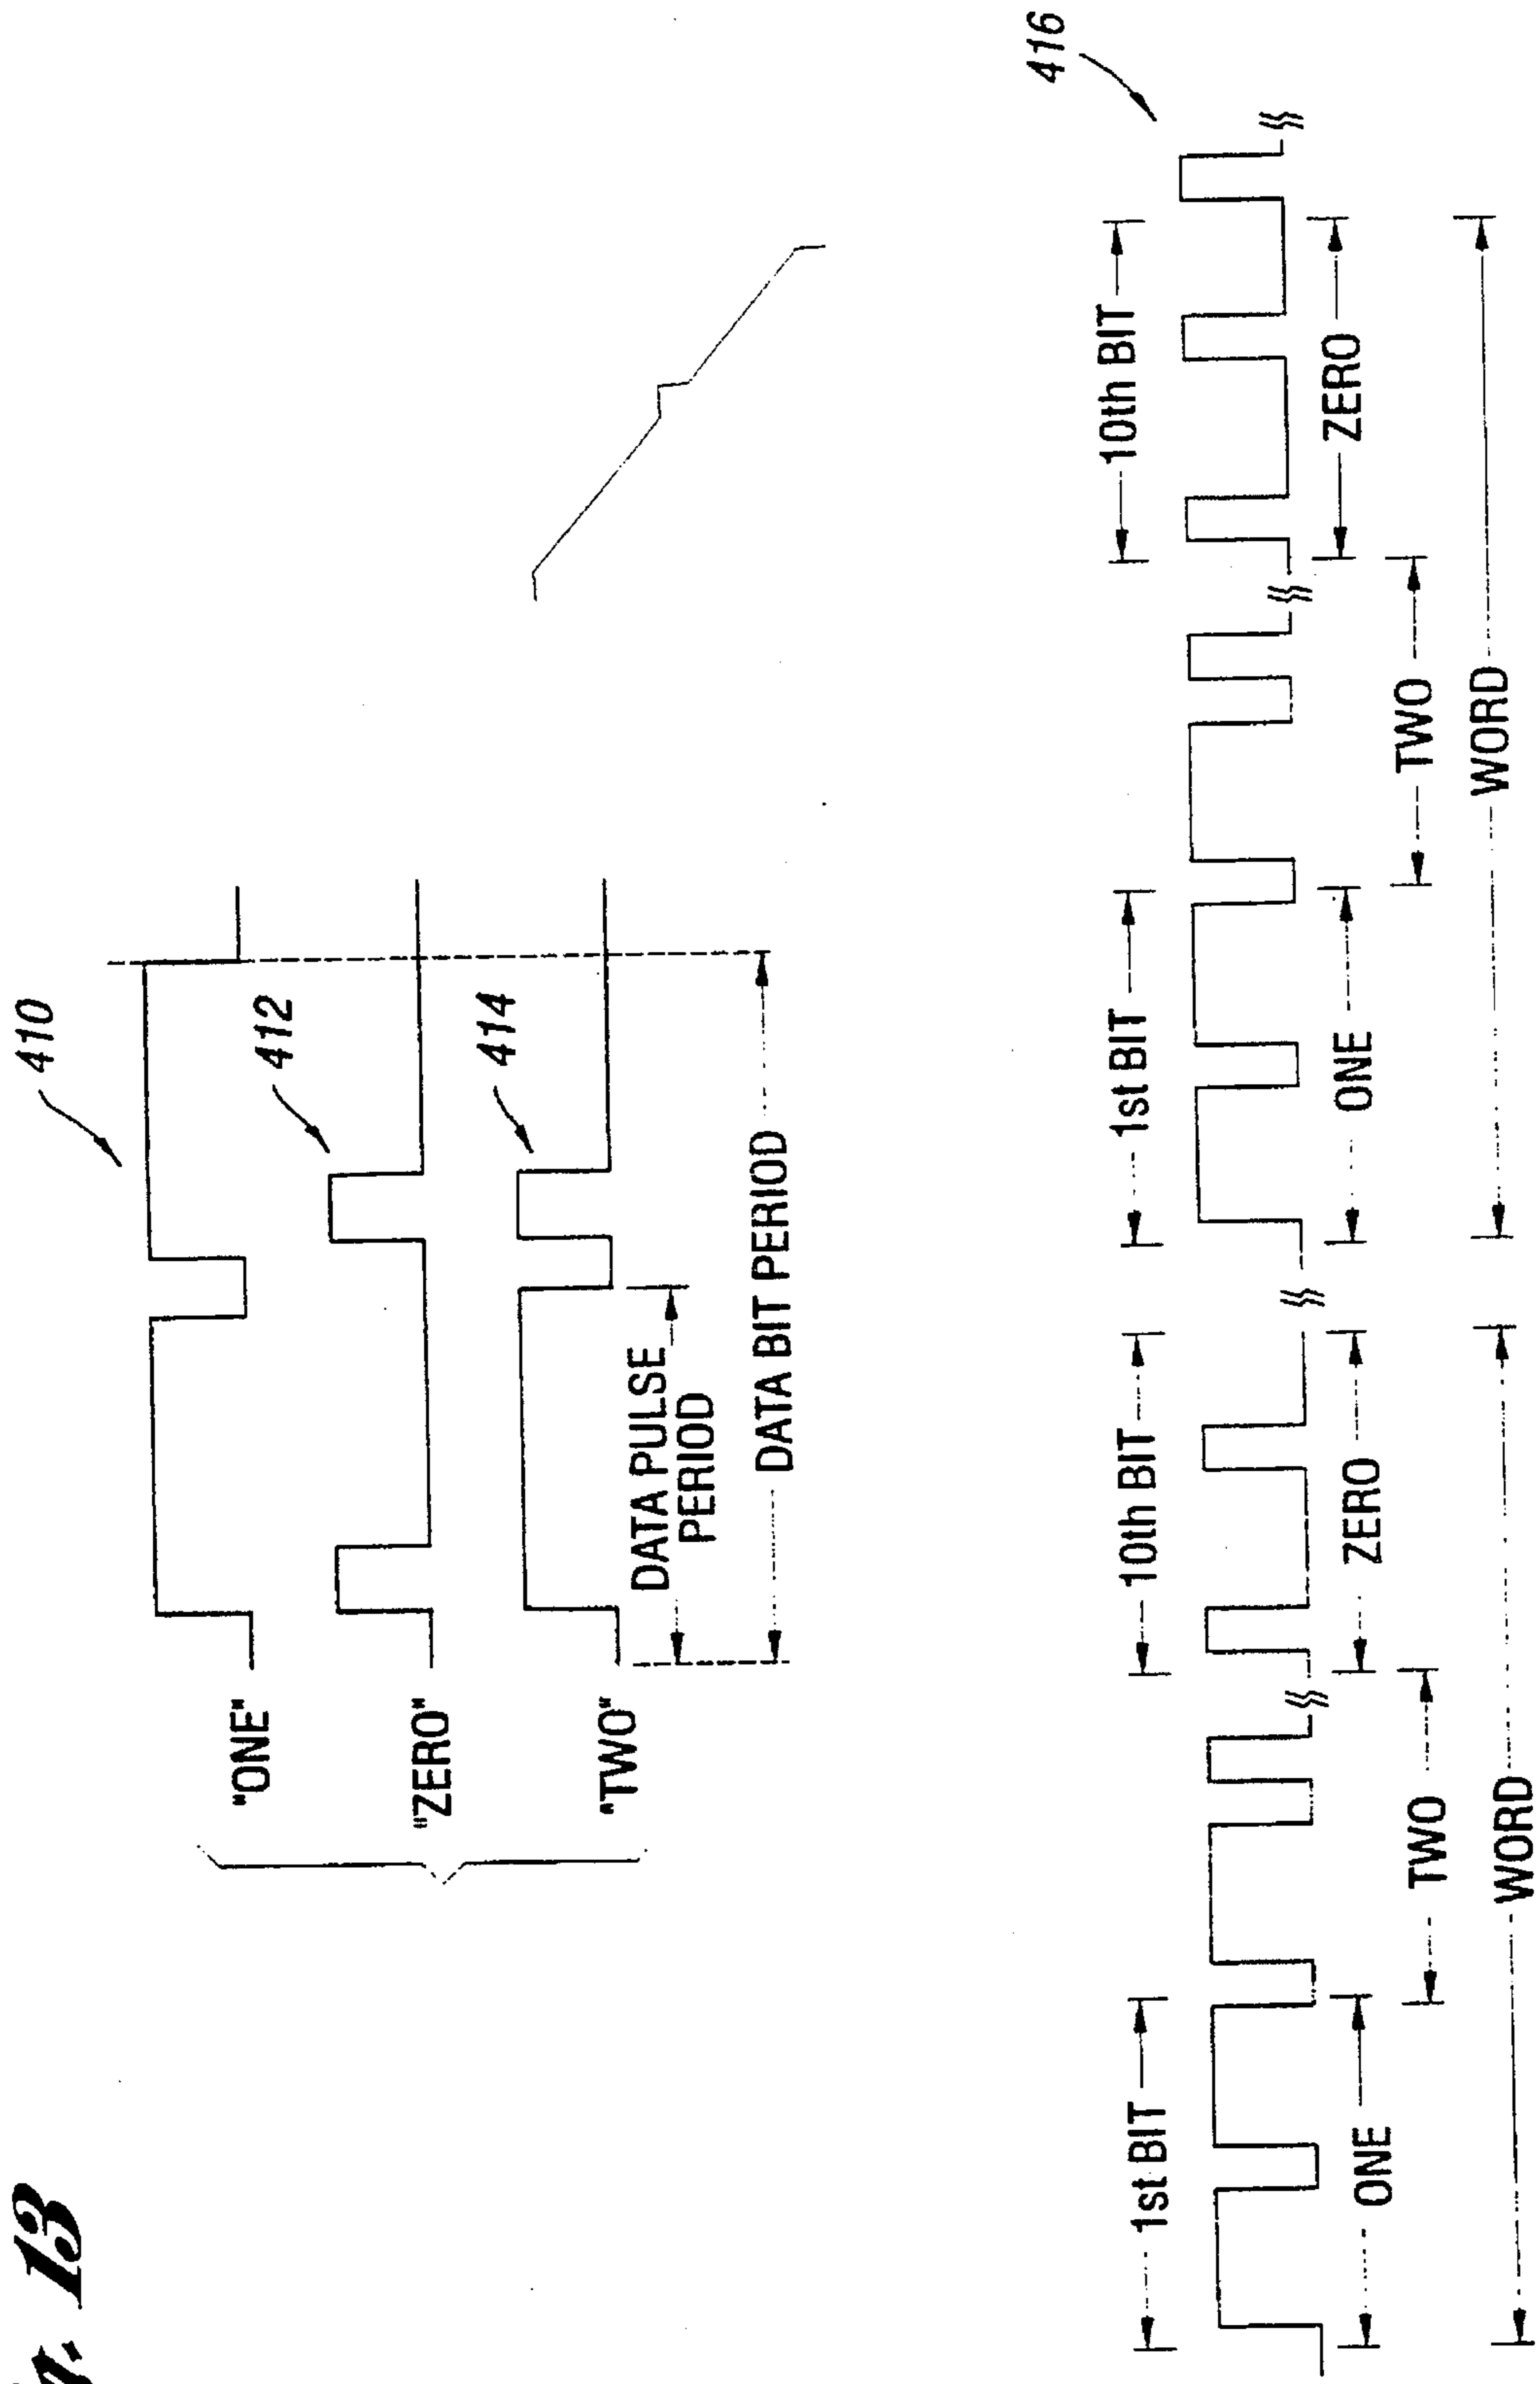 13
410
"ONE"
412
"ZERO"
414
"TWO"
DATA PULSE
PERIOD
DATA BIT PERIOD
416
1st BIT
10th BIT
1st BIT
10th BIT
ONE
ZERO
ONE
ZERO
TWO
TWO
WORD
WORD